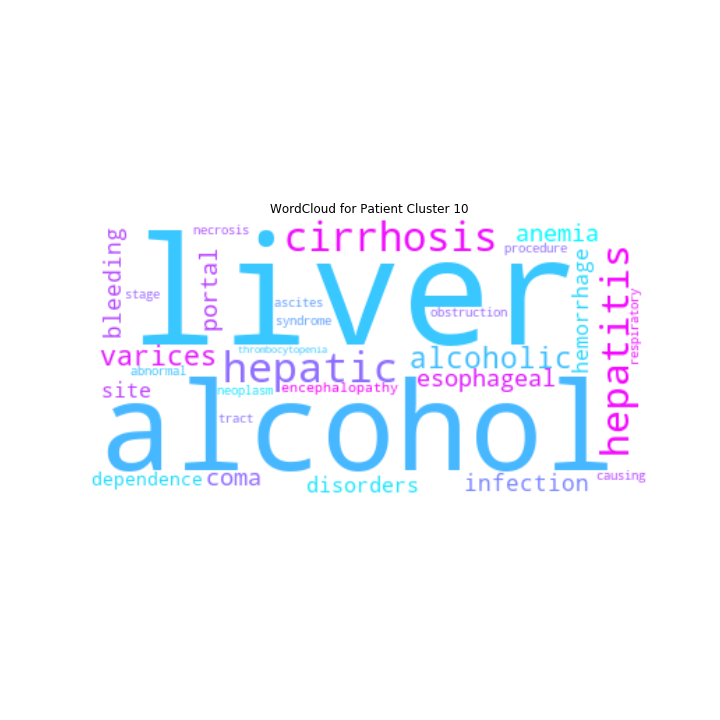 WordCloud for Patient Cluster 10
liver
necrosis
cirrhosis
anemia
bleeding
portal
procedure
hemorrhage
hepatitis
stage
ascites
syndrome
obstruction
respiratory
varices
thrombocytopenia
hepatic
alcoholic
abnormal
esophageal
site
neoplasm
encephalopathy
alcohol
tract
dependence
coma
disorders
infection
causing